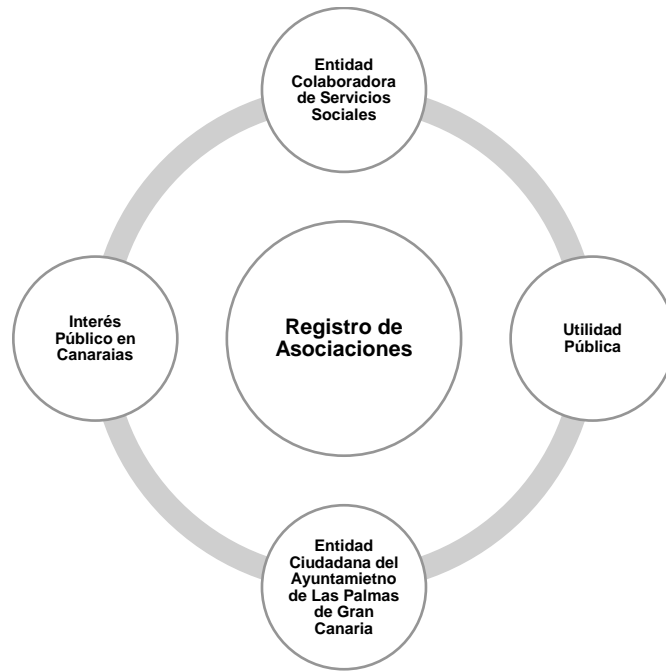 Entidad
Colaboradora
de Servicios
Sociales
Interés
Público en
Canaraias
Registro de
Asociaciones
Utilidad
Pública
Entidad
Ciudadana del
Ayuntamietno
de Las Palmas
de Gran
Canaria